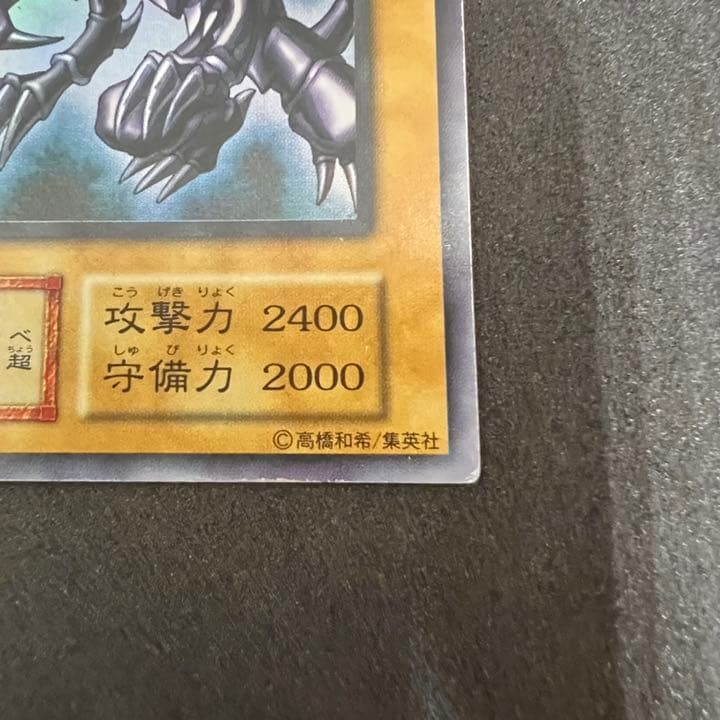 べ
ちょう
超
こう げき りょく
攻撃力 2400
しゅ び りょく
守備力 2000
©高橋和希/集英社